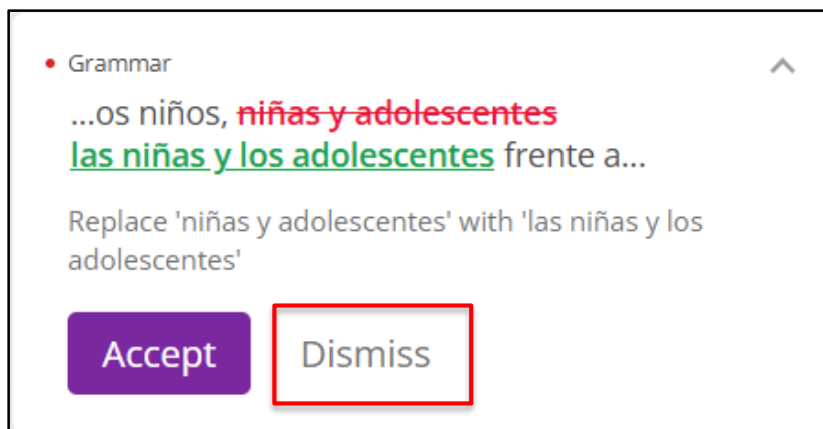 Grammar
...os niños, niñas y adolescentes
las niñas y los adolescentes frente a...
Replace 'niñas y adolescentes' with 'las niñas y los
adolescentes'
Accept Dismiss